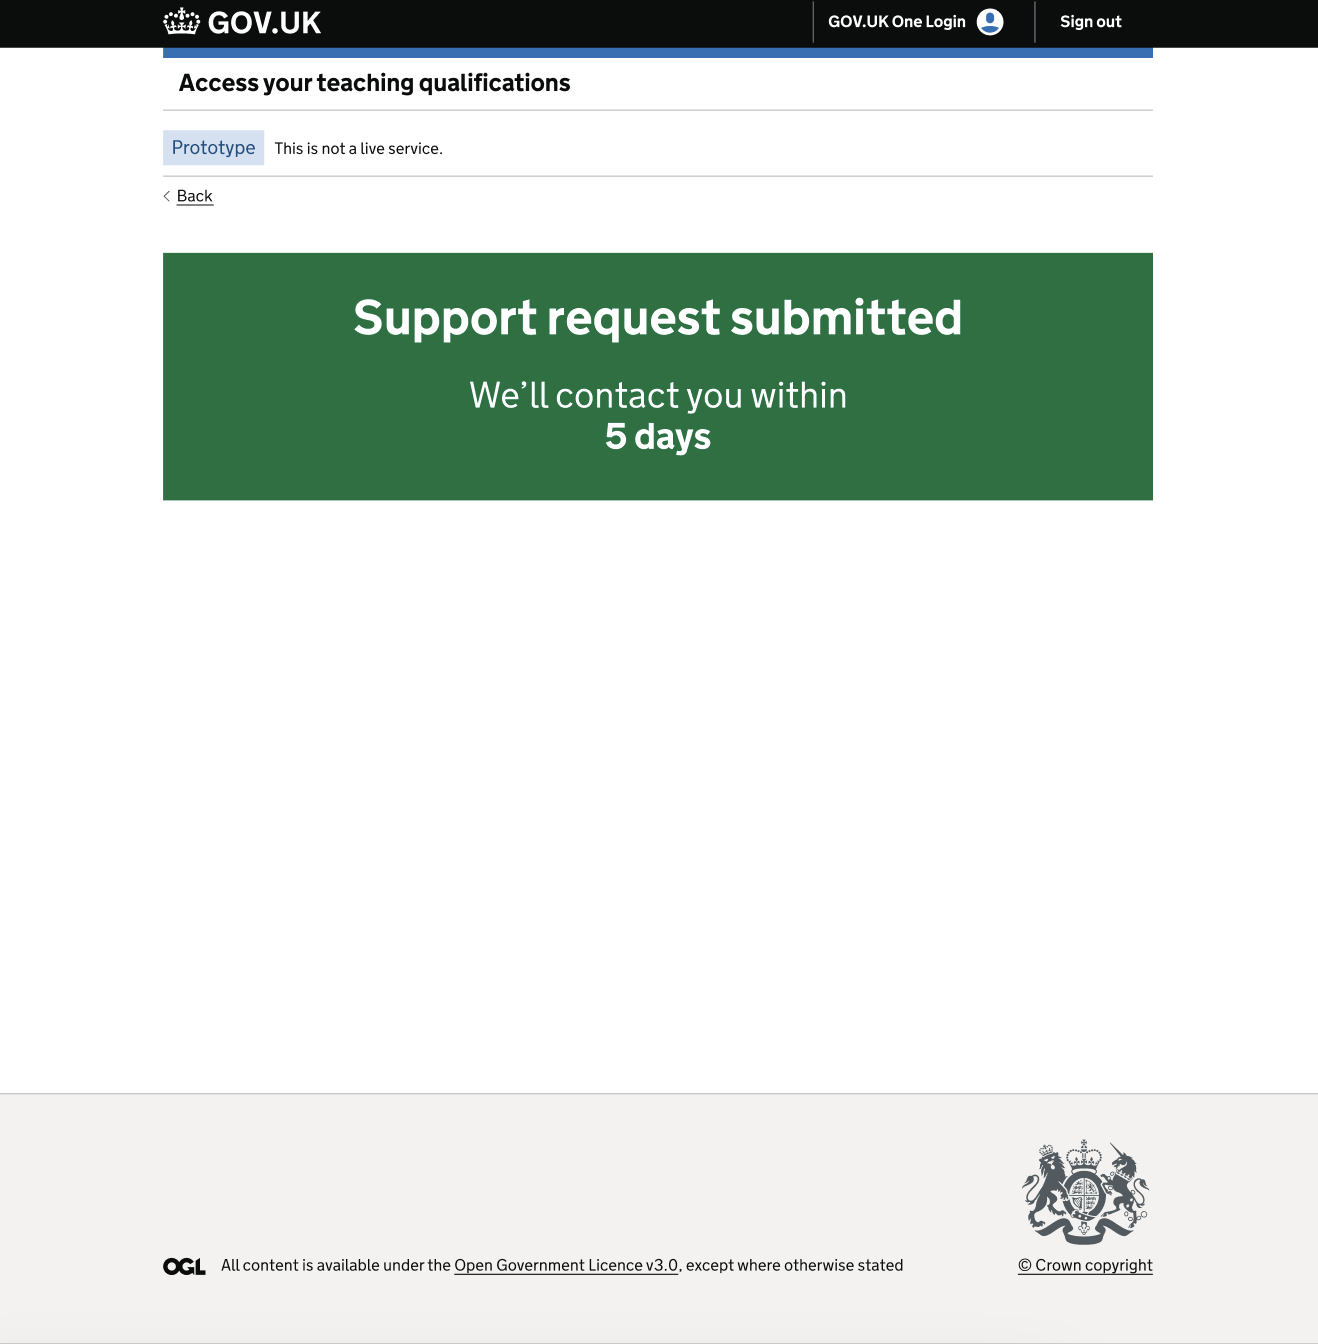 GOV.UK
GOV.UK One Login
Sign out
Access your teaching qualifications
Prototype This is not a live service.
Back
Support request submitted
We’ll contact you within
5 days
OGL All content is available under the Open Government Licence v3.0, except where otherwise stated
© Crown copyright